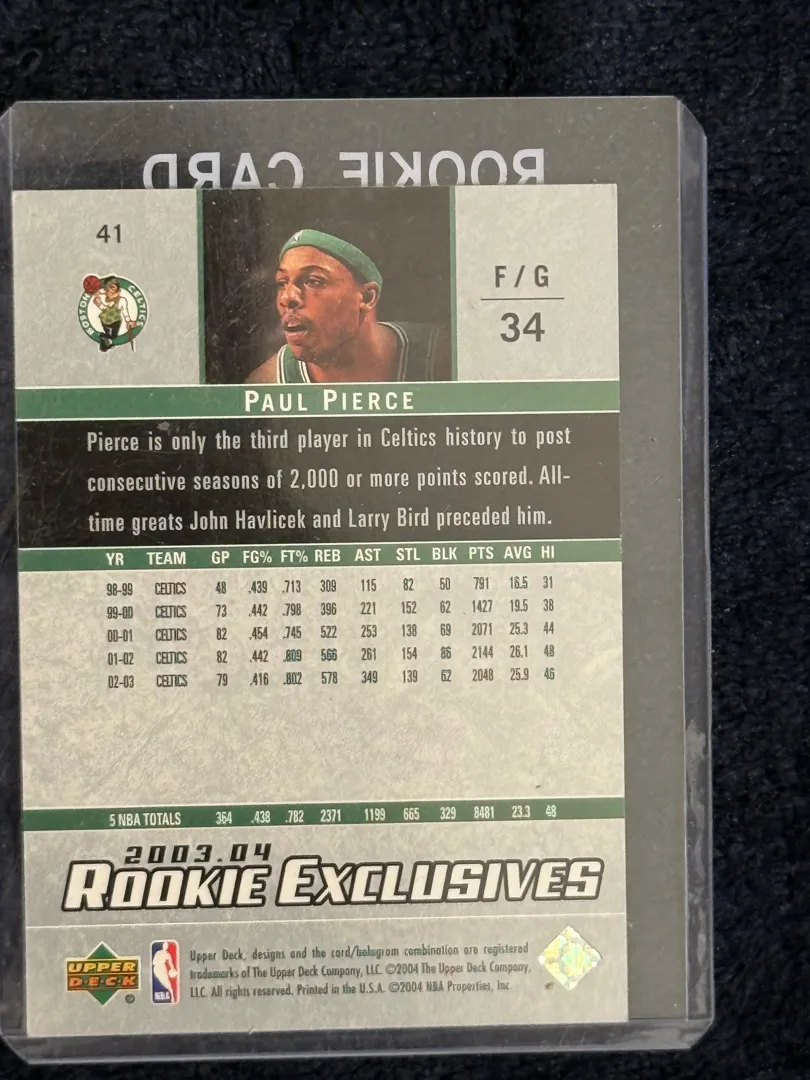 ROOKIE CARD
41
BOSTON CELTICS
F/G
34
PAUL PIERCE
Pierce is only the third player in Celtics history to post
consecutive seasons of 2,000 or more points scored. All-
time greats John Havlicek and Larry Bird preceded him.
YR TEAM GP FG% FT% REB AST STL BLK PTS AVG HI
98-99 CELTICS 48 .439 .713 309 115 82 50 791 16.5 31
99-00 CELTICS 73 .442 .798 396 221 152 62 1427 19.5 38
00-01 CELTICS 82 .454 .745 522 253 138 69 2071 25.3 44
01-02 CELTICS 82 .442 .809 566 261 154 86 2144 26.1 48
02-03 CELTICS 79 .416 .802 578 349 139 62 2048 25.9 46
5 NBA TOTALS 364 .438 .782 2371 1199 665 329 8481 23.3 48
2003.04
ROOKIE EXCLUSIVES
UPPER
DECK
NBA
Upper Deck, designs and the card/hologram combination are registered
trademarks of The Upper Deck Company, LLC. ©2004 The Upper Deck Company,
LLC. All rights reserved. Printed in the U.S.A. ©2004 NBA Properties, Inc.